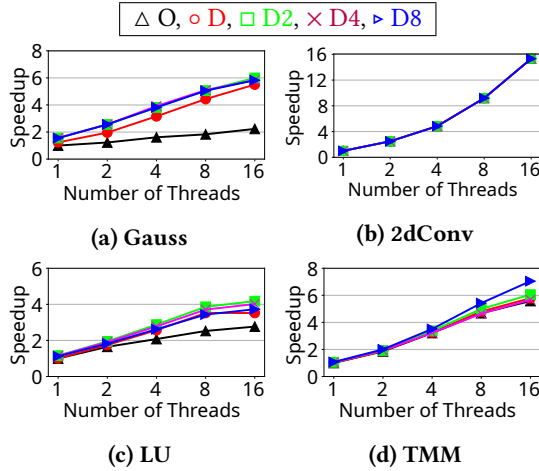 △ O, ○ D, □ D2, × D4, ▹ D8
8
6
4
2
0
Speedup
1 2 4 8 16
Number of Threads
(a) Gauss
16
12
8
4
0
Speedup
1 2 4 8 16
Number of Threads
(b) 2dConv
6
4
2
0
Speedup
1 2 4 8 16
Number of Threads
(c) LU
8
6
4
2
0
Speedup
1 2 4 8 16
Number of Threads
(d) TMM